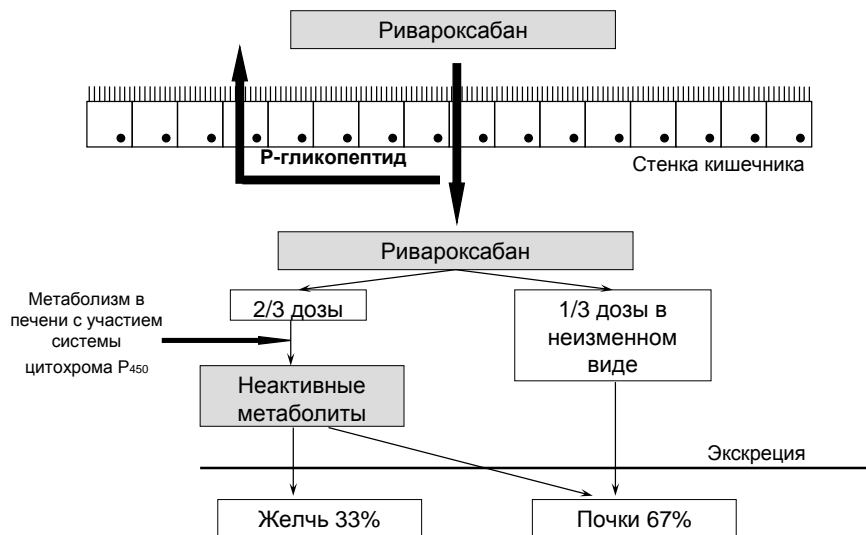 Ривароксабан
Р-гликопептид
Стенка кишечника
Ривароксабан
Метаболизм в
печени с участием
системы
цитохрома Р450
2/3 дозы
1/3 дозы в
неизменном
виде
Неактивные
метаболиты
Экскреция
Желчь 33%
Почки 67%